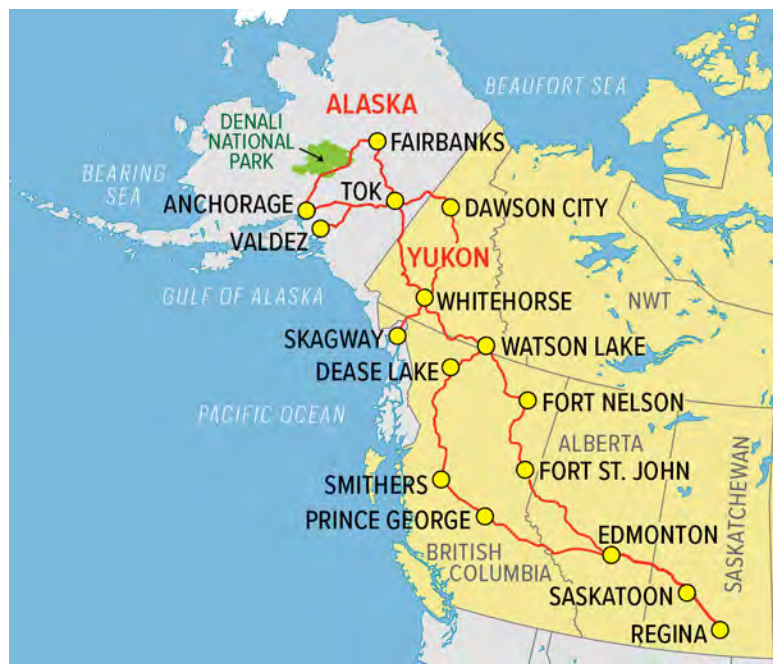 BEAUFORT SEA
ALASKA
DENALI
NATIONAL
PARK
FAIRBANKS
BEARING
SEA
TOK
ANCHORAGE
DAWSON CITY
VALDEZ
YUKON
GULF OF ALASKA
WHITEHORSE
NWT
SKAGWAY
WATSON LAKE
DEASE LAKE
PACIFIC OCEAN
FORT NELSON
ALBERTA
SASKATCHEWAN
FORT ST. JOHN
SMITHERS
PRINCE GEORGE
EDMONTON
BRITISH
COLUMBIA
SASKATOON
REGINA